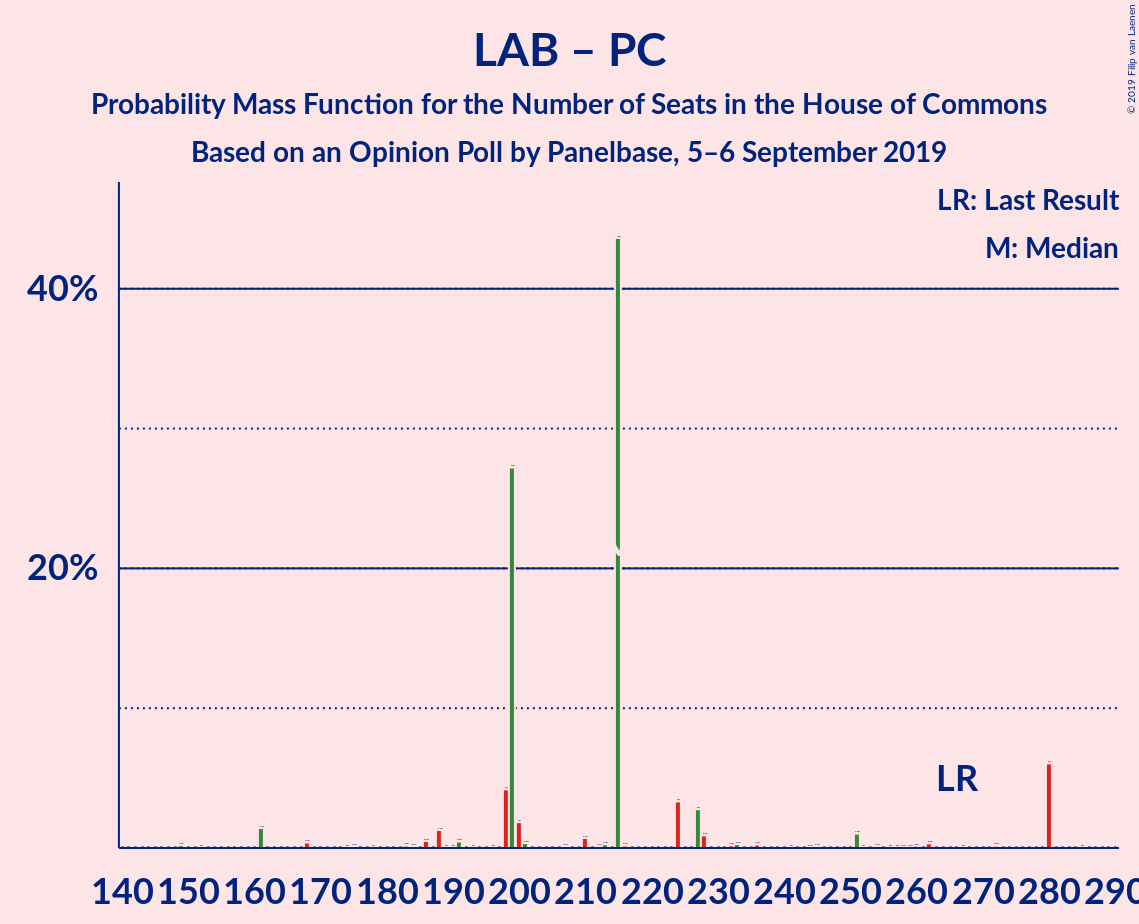 LAB – PC
Probability Mass Function for the Number of Seats in the House of Commons
Based on an Opinion Poll by Panelbase, 5–6 September 2019
© 2019 Filip van Laenen
LR: Last Result
M: Median
40%
20%
LR
140 150 160 170 180 190 200 210 220 230 240 250 260 270 280 290